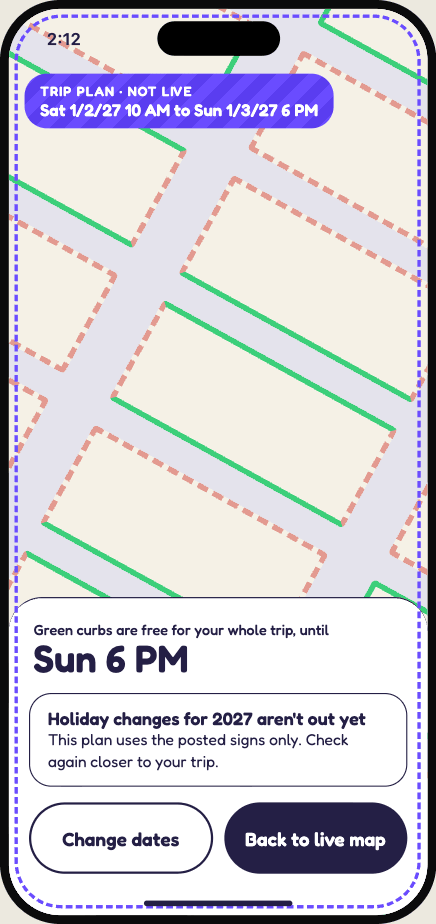 2:12
TRIP PLAN · NOT LIVE
Sat 1/2/27 10 AM to Sun 1/3/27 6 PM
Green curbs are free for your whole trip, until
Sun 6 PM
Holiday changes for 2027 aren't out yet
This plan uses the posted signs only. Check
again closer to your trip.
Change dates
Back to live map